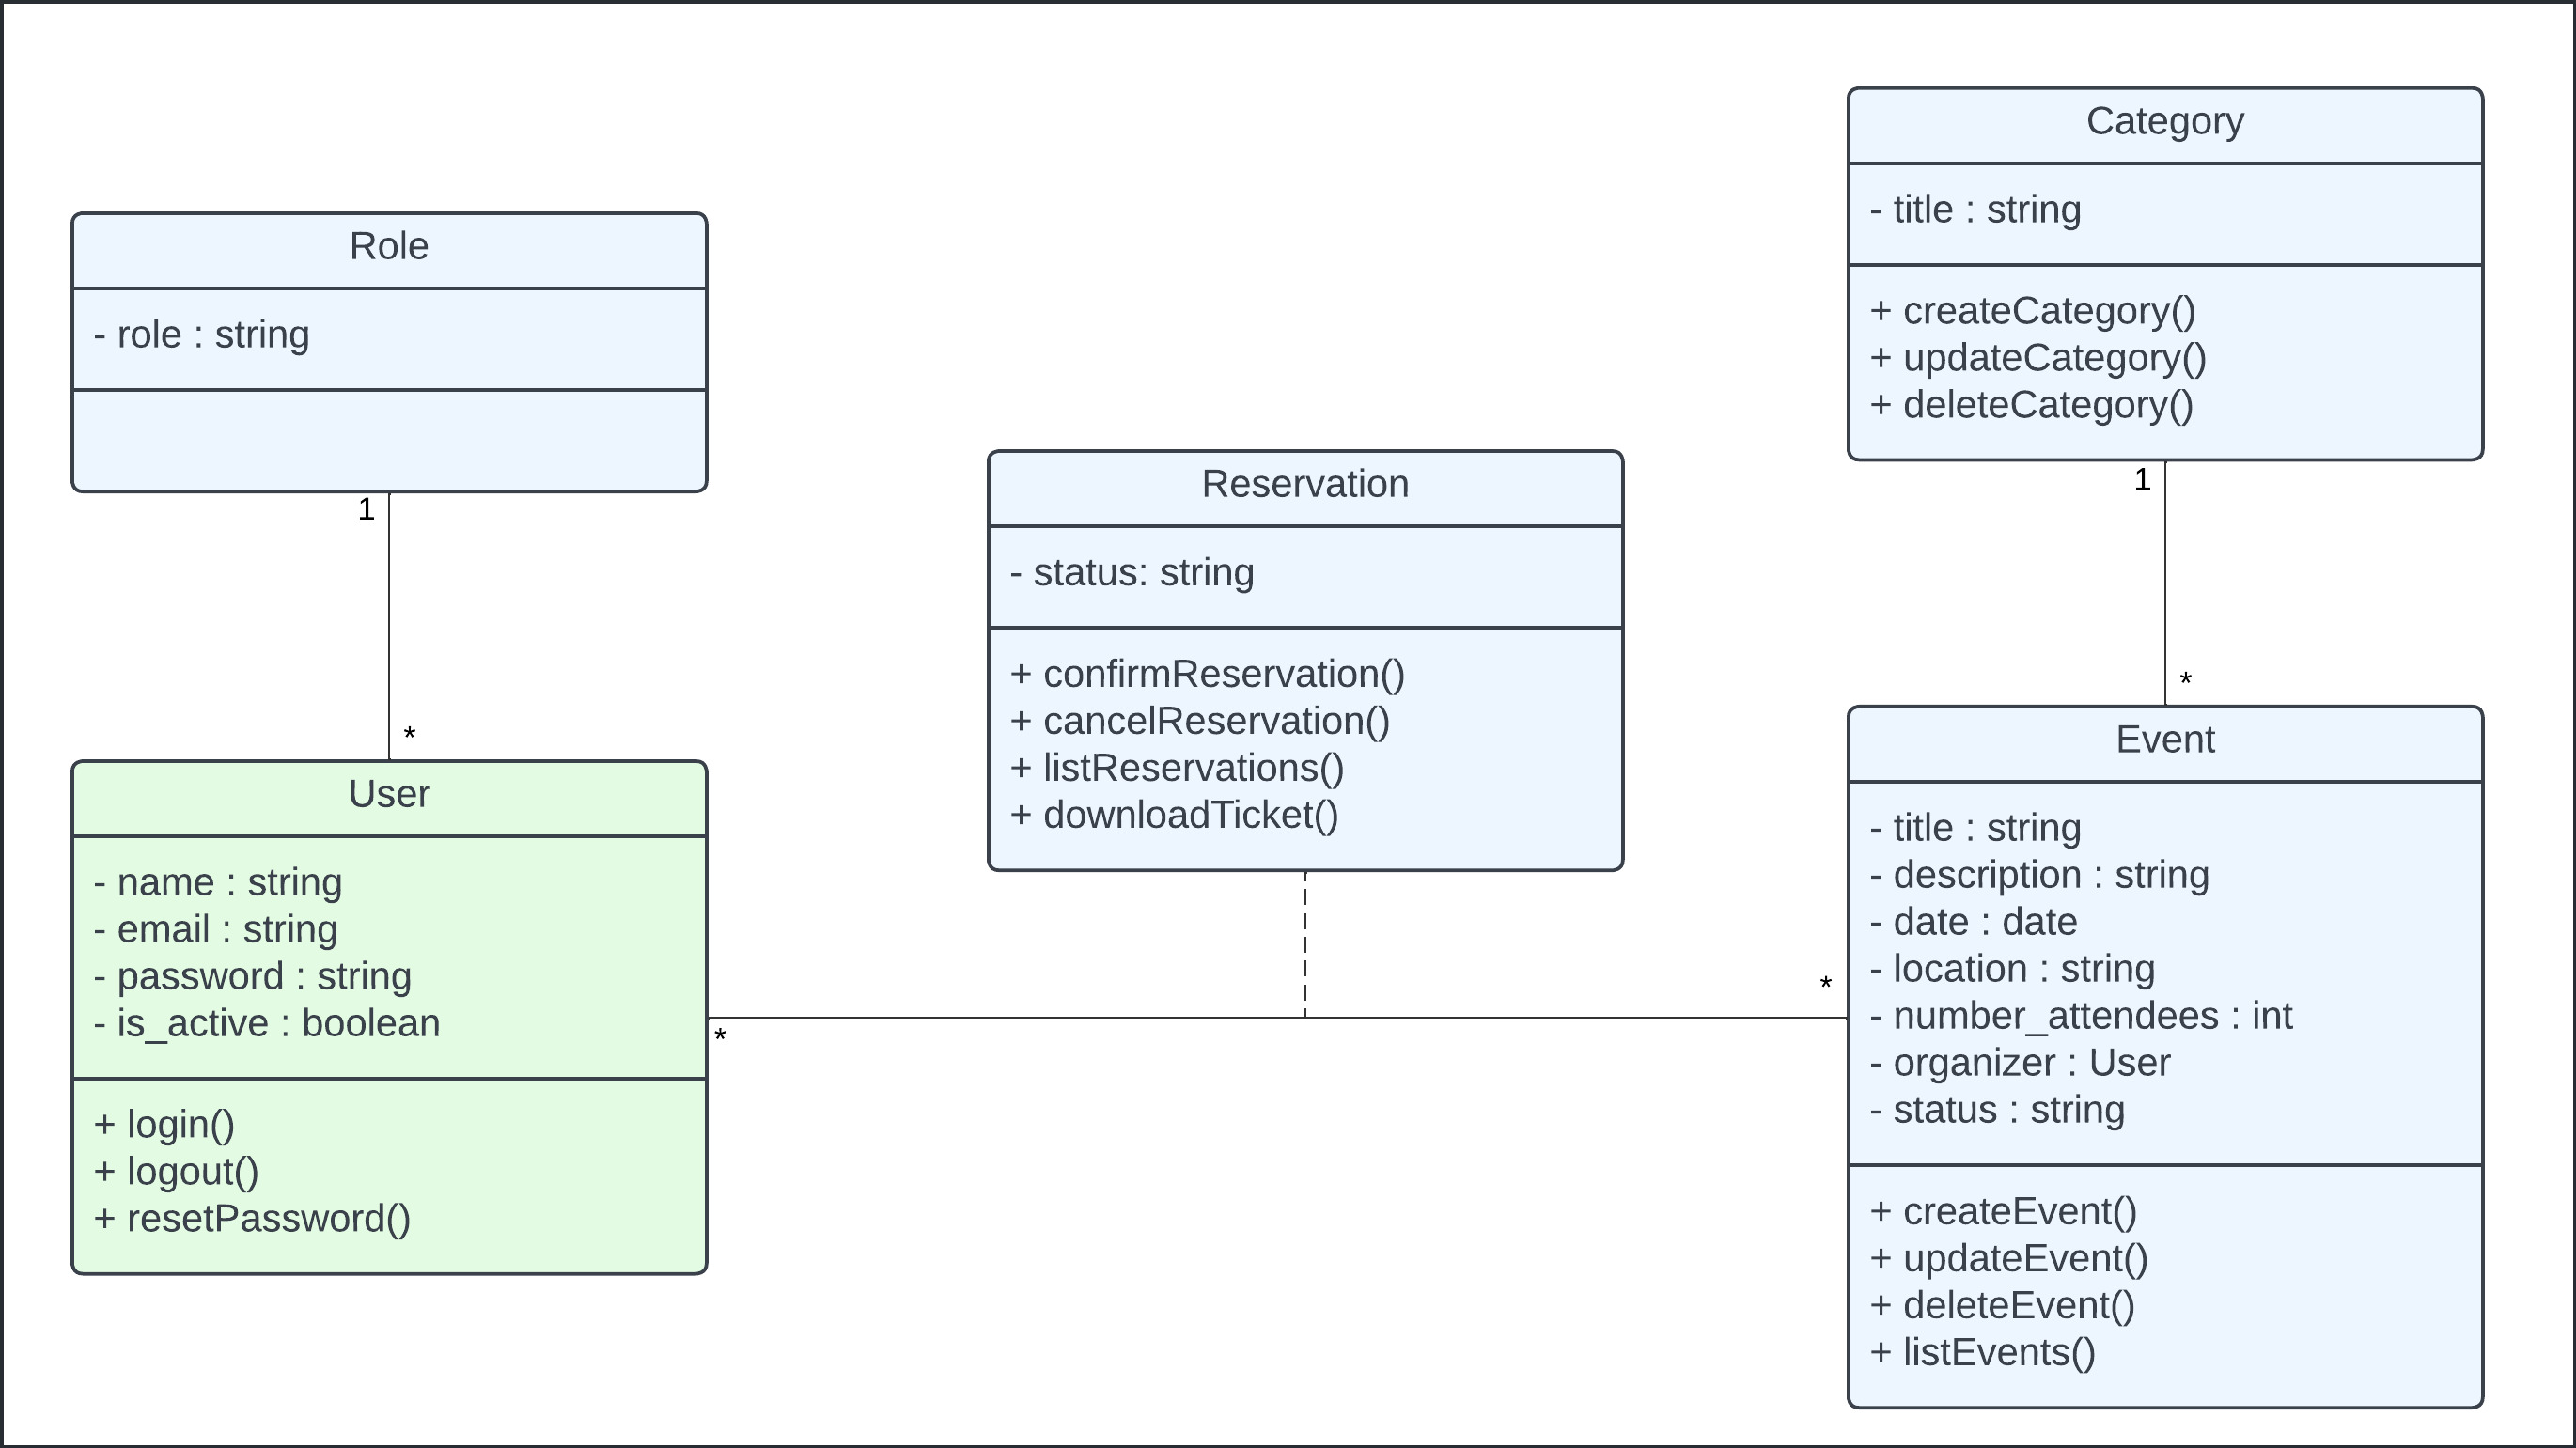 Role
- role : string
1
*
User
- name : string
- email : string
- password : string
- is_active : boolean
+ login()
+ logout()
+ resetPassword()
*
Reservation
- status: string
+ confirmReservation()
+ cancelReservation()
+ listReservations()
+ downloadTicket()
Category
- title : string
+ createCategory()
+ updateCategory()
+ deleteCategory()
1
*
*
Event
- title : string
- description : string
- date : date
- location : string
- number_attendees : int
- organizer : User
- status : string
+ createEvent()
+ updateEvent()
+ deleteEvent()
+ listEvents()